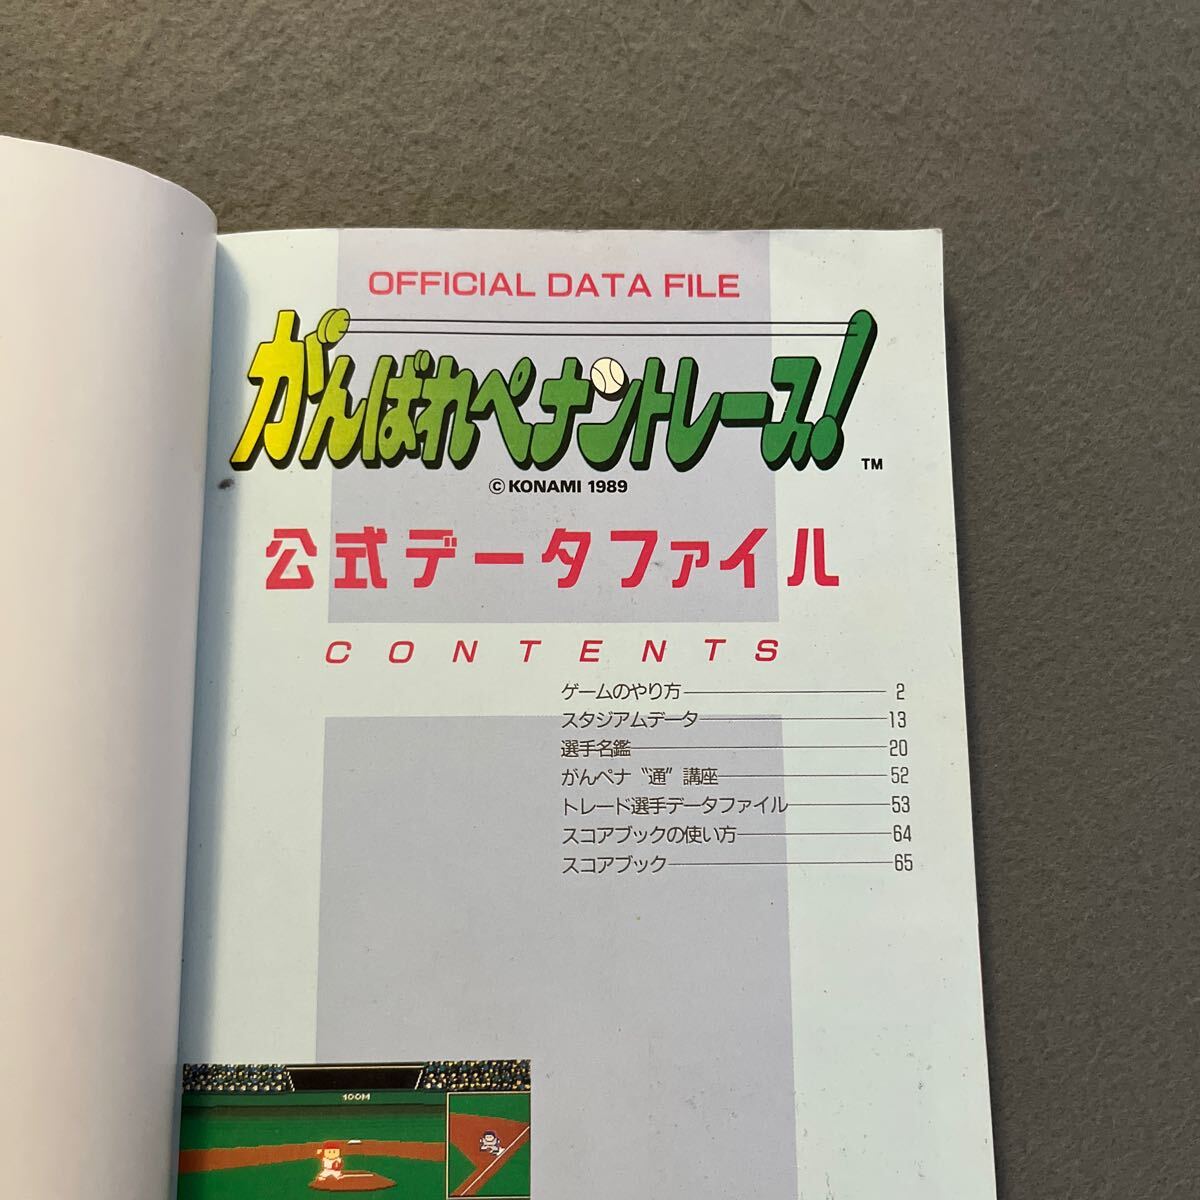 OFFICIAL DATA FILE
がんばれペナントレース!
TM
© KONAMI 1989
公式データファイル
CONTENTS
ゲームのやり方 2
スタジアムデータ 13
選手名鑑 20
がんペナ〝通〟講座 52
トレード選手データファイル 53
スコアブックの使い方 64
スコアブック 65
100M